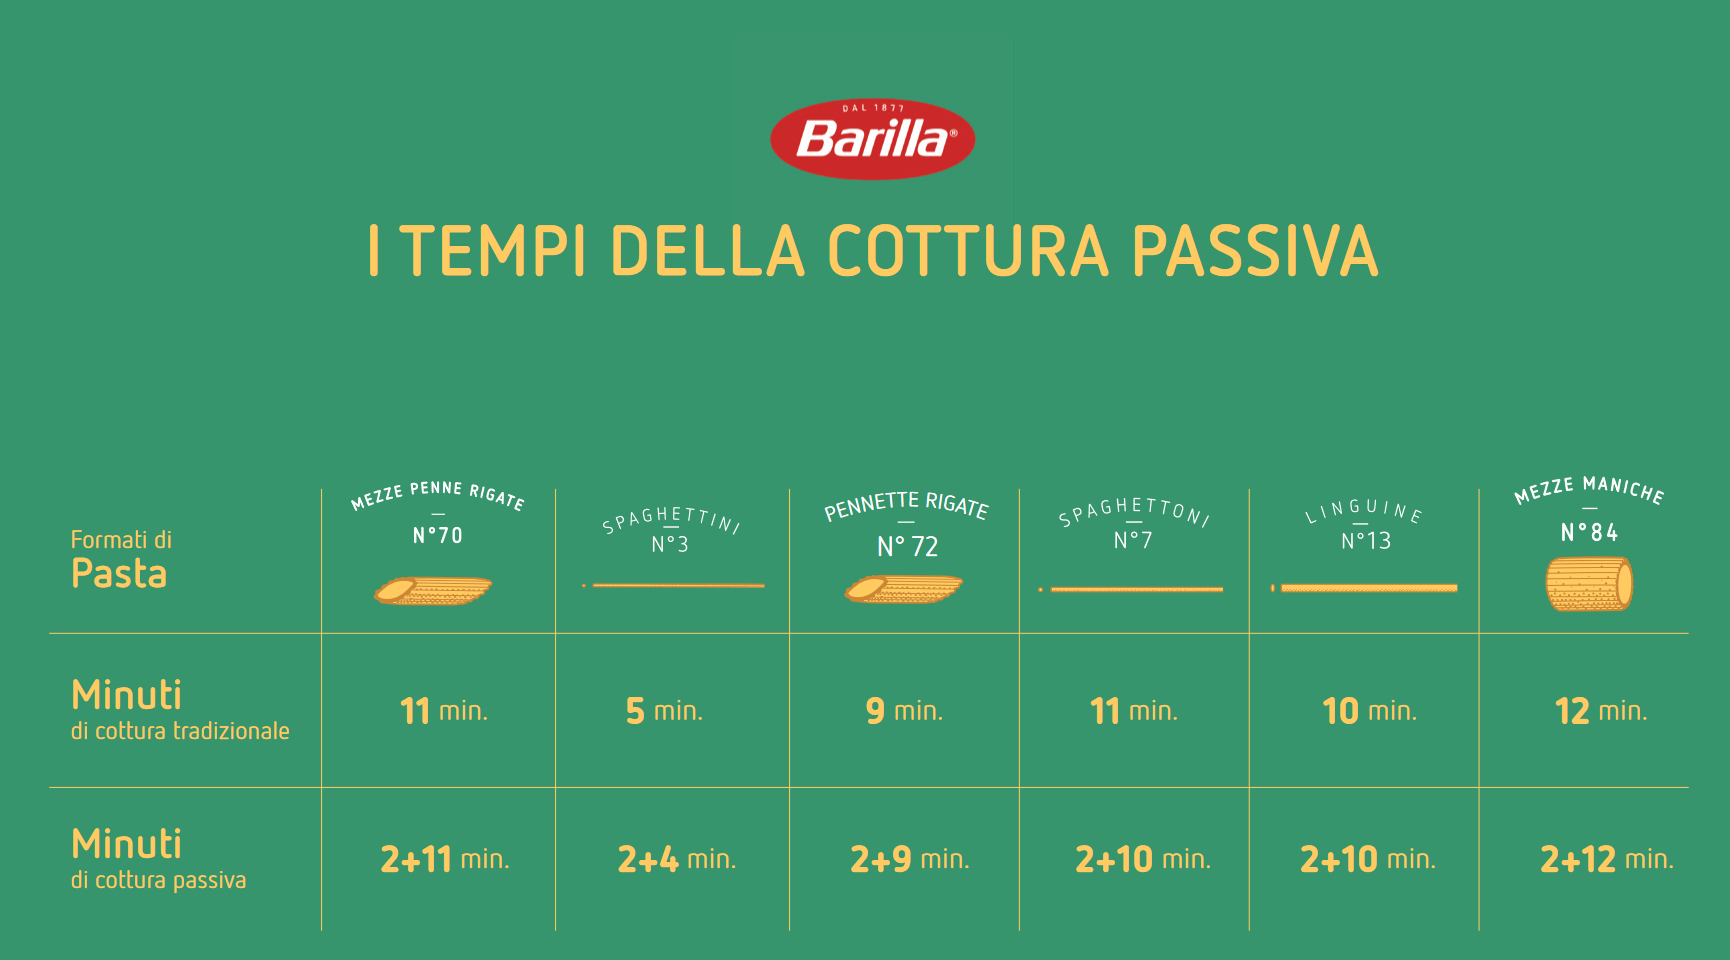 DAL 1877
Barilla®
I TEMPI DELLA COTTURA PASSIVA
Formati di
Pasta
MEZZE PENNE RIGATE
N°70
SPAGHETTINI
N°3
PENNETTE RIGATE
N° 72
SPAGHETTONI
N°7
LINGUINE
N°13
MEZZE MANICHE
N°84
Minuti
di cottura tradizionale
11 min.
5 min.
9 min.
11 min.
10 min.
12 min.
Minuti
di cottura passiva
2+11 min.
2+4 min.
2+9 min.
2+10 min.
2+10 min.
2+12 min.